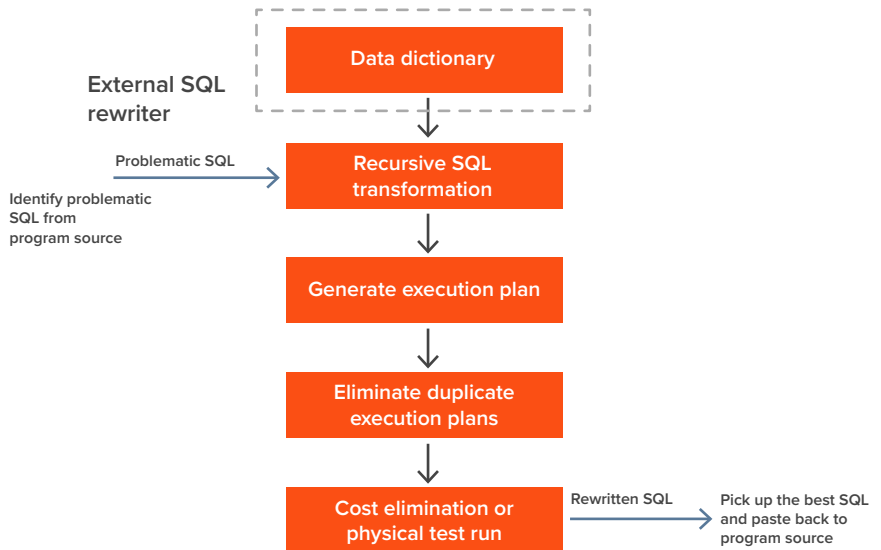 Data dictionary
External SQL
rewriter
Problematic SQL
Recursive SQL
transformation
Identify problematic
SQL from
program source
Generate execution plan
Eliminate duplicate
execution plans
Cost elimination or
physical test run
Rewritten SQL
Pick up the best SQL
and paste back to
program source